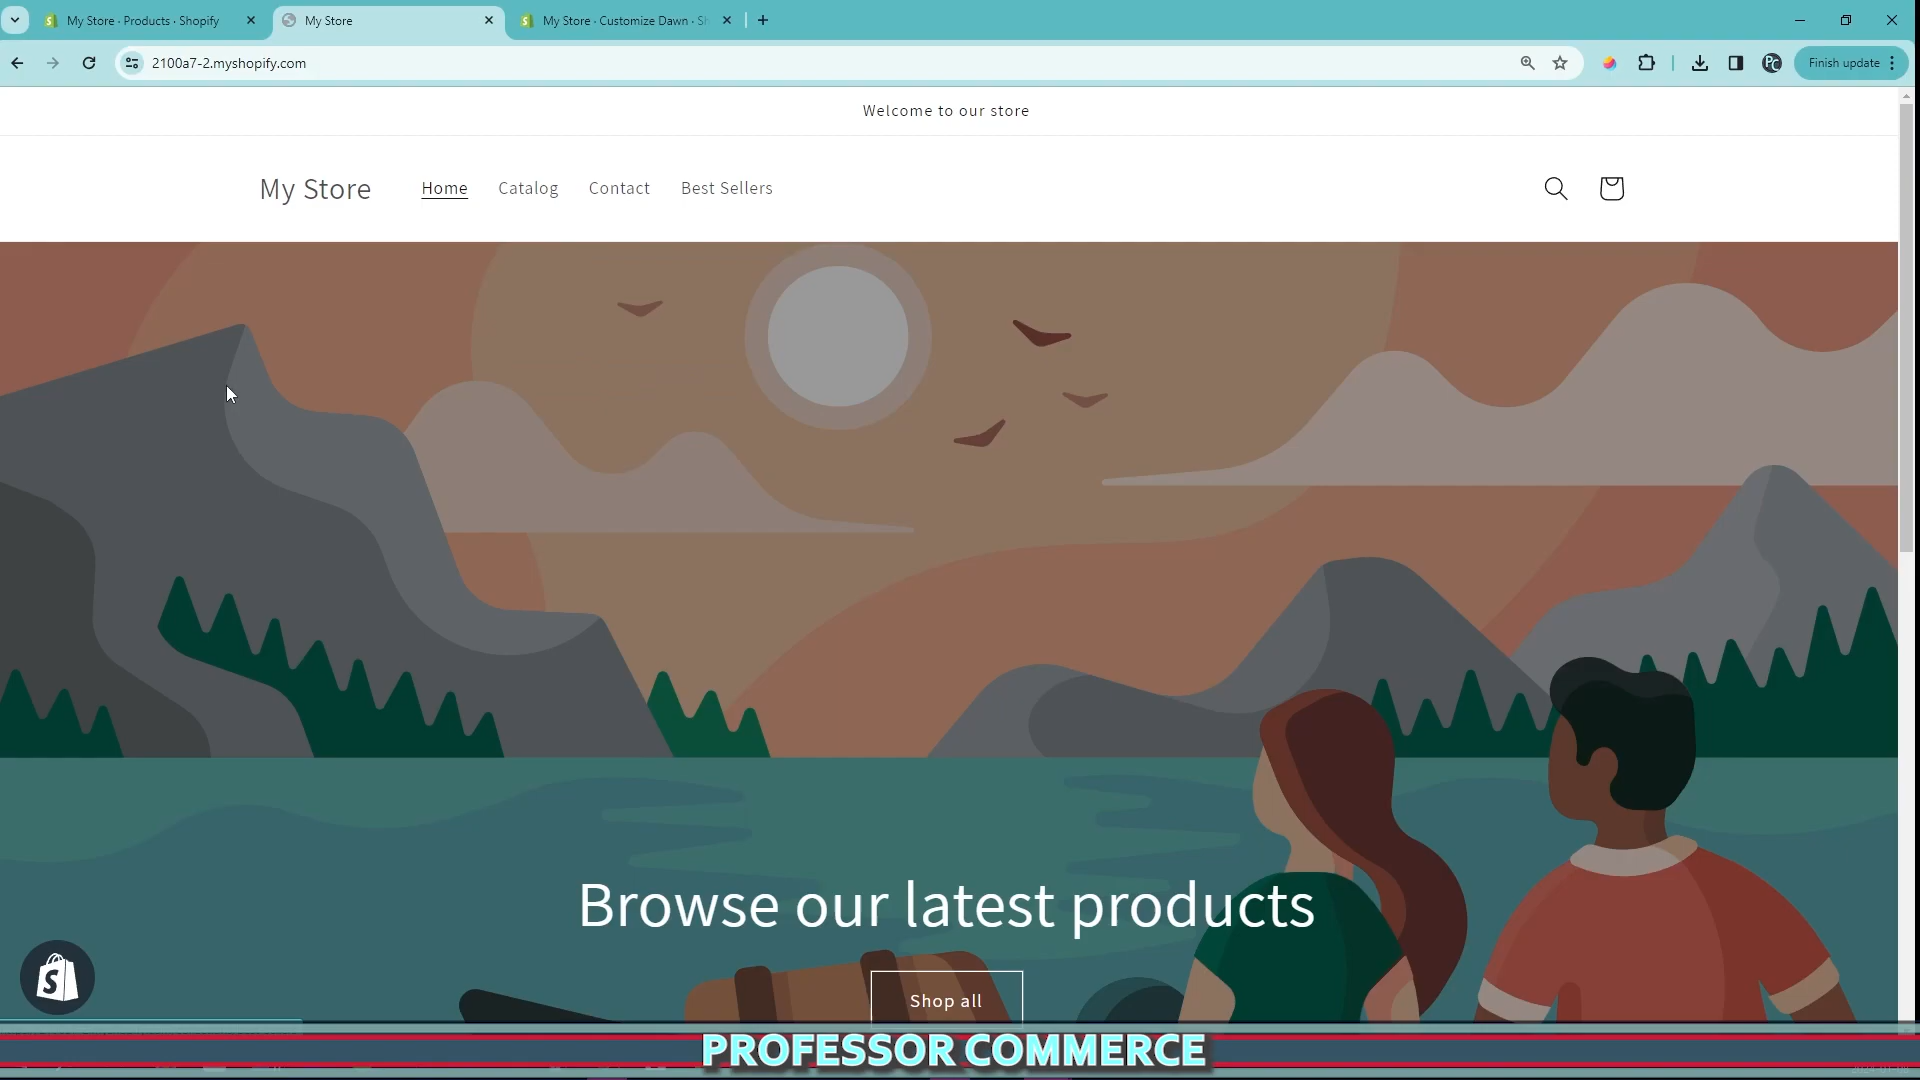 My Store · Products · Shopify
My Store
My Store · Customize Dawn · Sh
2100a7-2.myshopify.com
Finish update
Welcome to our store
My Store
Home
Catalog
Contact
Best Sellers
Browse our latest products
Shop all
PROFESSOR COMMERCE